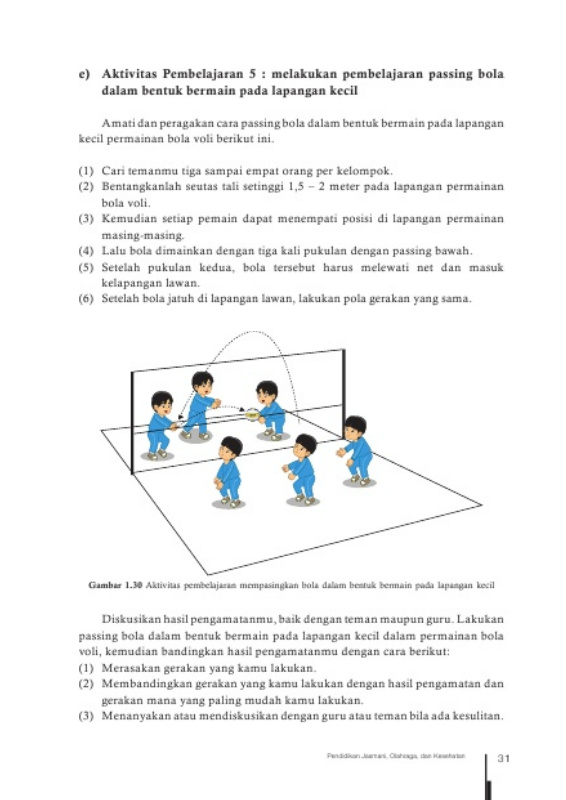 e) Aktivitas Pembelajaran 5 : melakukan pembelajaran passing bola
dalam bentuk bermain pada lapangan kecil
Amati dan peragakan cara passing bola dalam bentuk bermain pada lapangan
kecil permainan bola voli berikut ini.
(1) Cari temanmu tiga sampai empat orang per kelompok.
(2) Bentangkanlah seutas tali setinggi 1,5 – 2 meter pada lapangan permainan
bola voli.
(3) Kemudian setiap pemain dapat menempati posisi di lapangan permainan
masing-masing.
(4) Lalu bola dimainkan dengan tiga kali pukulan dengan passing bawah.
(5) Setelah pukulan kedua, bola tersebut harus melewati net dan masuk
kelapangan lawan.
(6) Setelah bola jatuh di lapangan lawan, lakukan pola gerakan yang sama.
Gambar 1.30 Aktivitas pembelajaran mempasingkan bola dalam bentuk bermain pada lapangan kecil
Diskusikan hasil pengamatanmu, baik dengan teman maupun guru. Lakukan
passing bola dalam bentuk bermain pada lapangan kecil dalam permainan bola
voli, kemudian bandingkan hasil pengamatanmu dengan cara berikut:
(1) Merasakan gerakan yang kamu lakukan.
(2) Membandingkan gerakan yang kamu lakukan dengan hasil pengamatan dan
gerakan mana yang paling mudah kamu lakukan.
(3) Menanyakan atau mendiskusikan dengan guru atau teman bila ada kesulitan.
Pendidikan Jasmani, Olahraga, dan Kesehatan 31